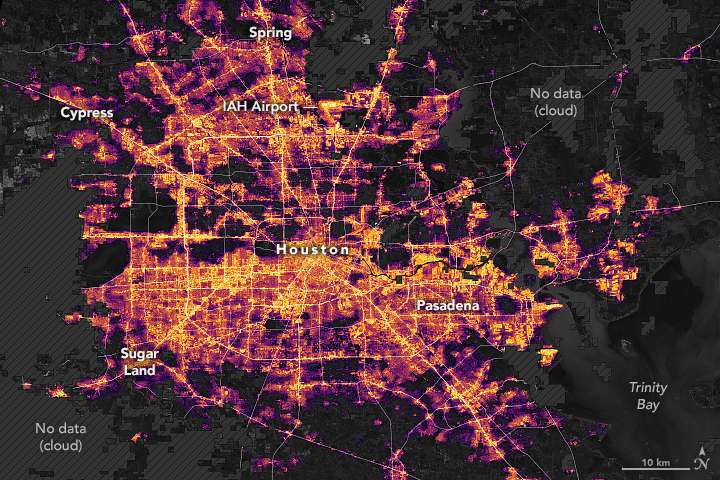 Spring
IAH Airport
No data
(cloud)
Cypress
Houston
Pasadena
Sugar
Land
Trinity
Bay
No data
(cloud)
10 km
N